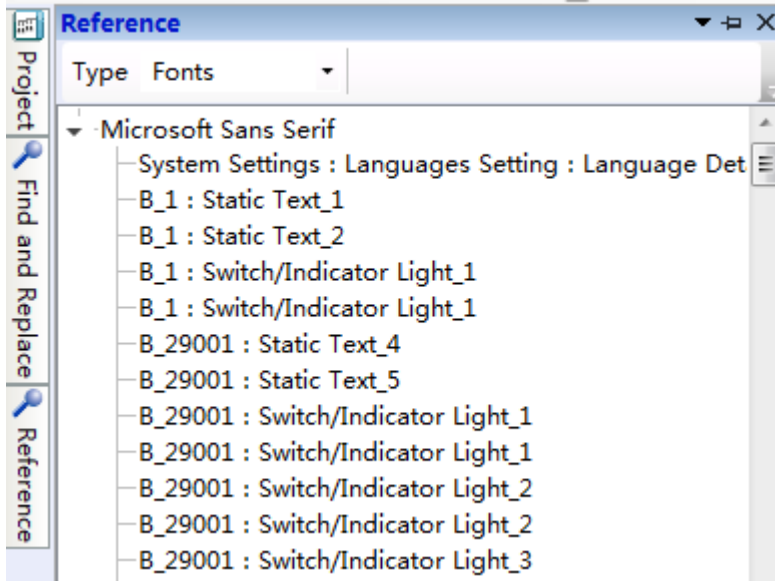 Reference
Type Fonts
Microsoft Sans Serif
System Settings : Languages Setting : Language Det
B_1 : Static Text_1
B_1 : Static Text_2
B_1 : Switch/Indicator Light_1
B_1 : Switch/Indicator Light_1
B_29001 : Static Text_4
B_29001 : Static Text_5
B_29001 : Switch/Indicator Light_1
B_29001 : Switch/Indicator Light_1
B_29001 : Switch/Indicator Light_2
B_29001 : Switch/Indicator Light_2
B_29001 : Switch/Indicator Light_3
Project
Find and Replace
Reference